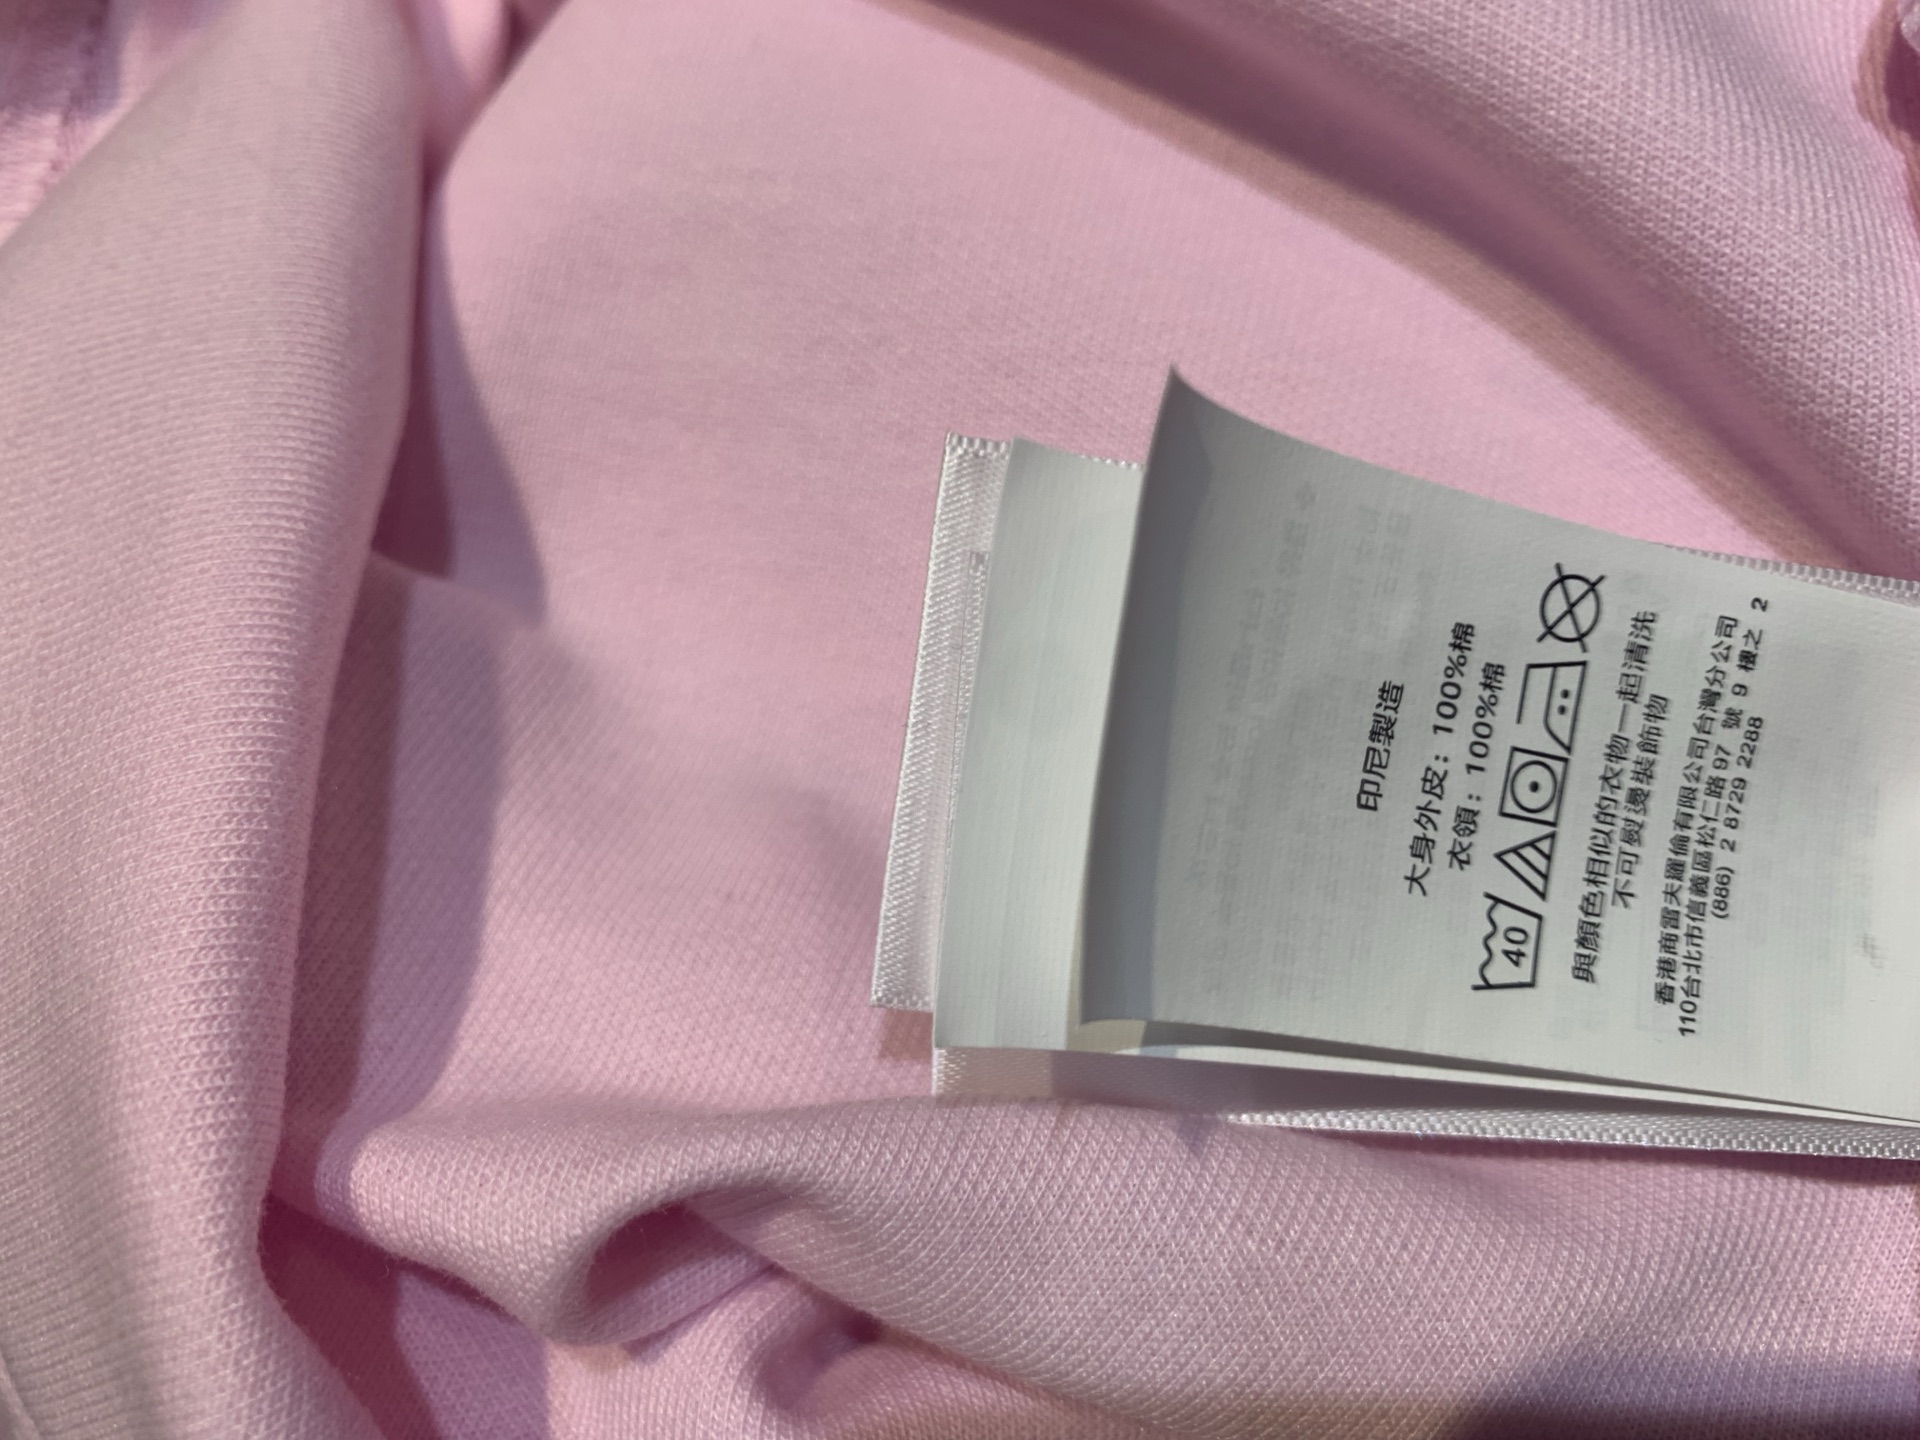 印尼製造
大身外皮：100%棉
衣領：100%棉
40
與顏色相似的衣物一起清洗
不可熨燙裝飾物
香港商雷夫羅倫有限公司台灣分公司
110台北市信義區松仁路97 號 9 樓之 2
(886) 2 8729 2288